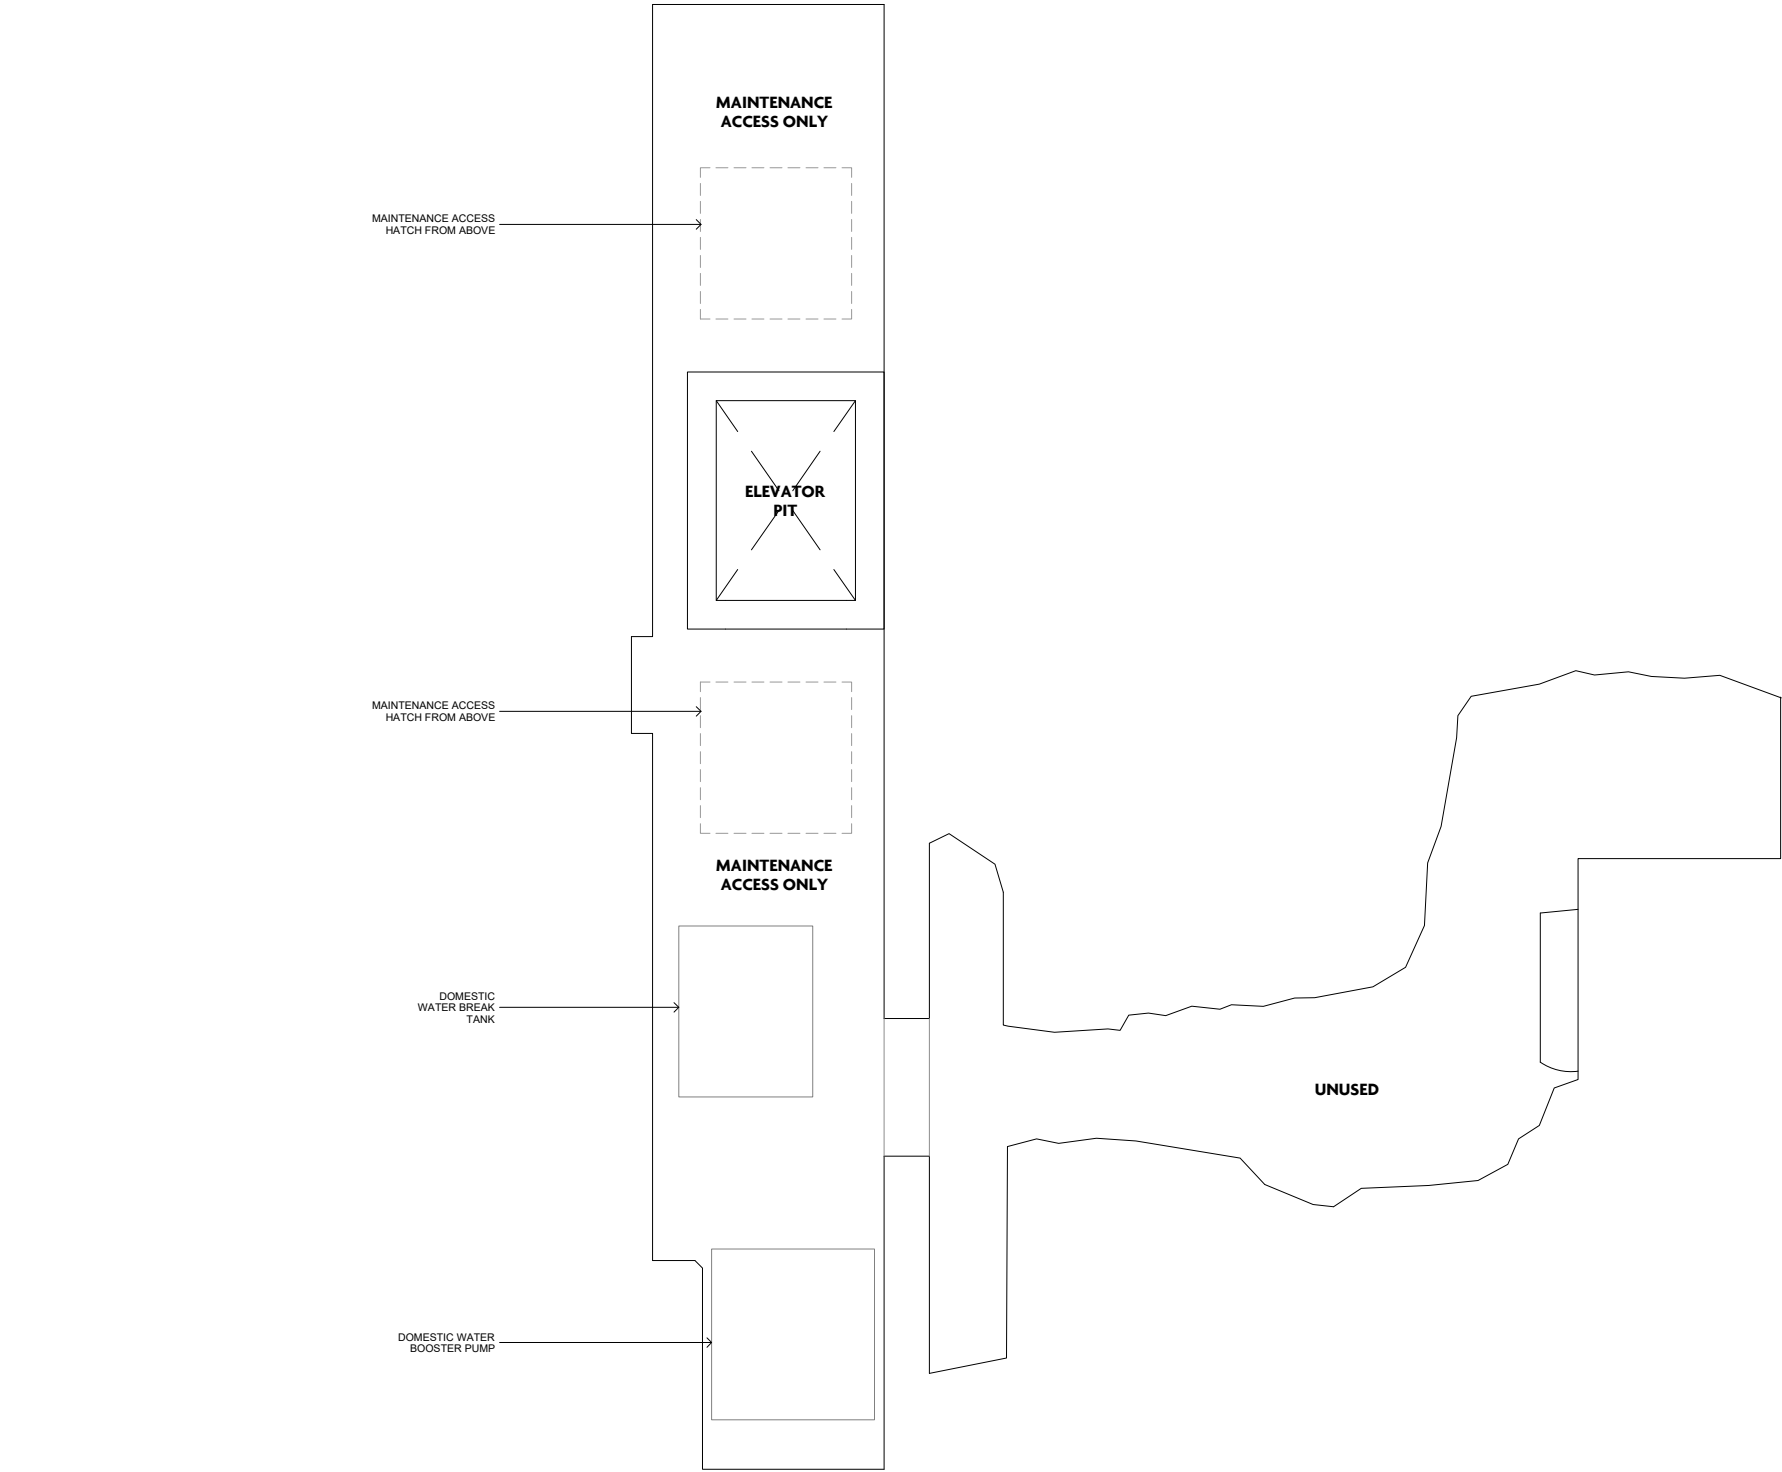 MAINTENANCE
ACCESS ONLY
MAINTENANCE ACCESS
HATCH FROM ABOVE
ELEVATOR
PIT
MAINTENANCE ACCESS
HATCH FROM ABOVE
MAINTENANCE
ACCESS ONLY
DOMESTIC
WATER BREAK
TANK
UNUSED
DOMESTIC WATER
BOOSTER PUMP